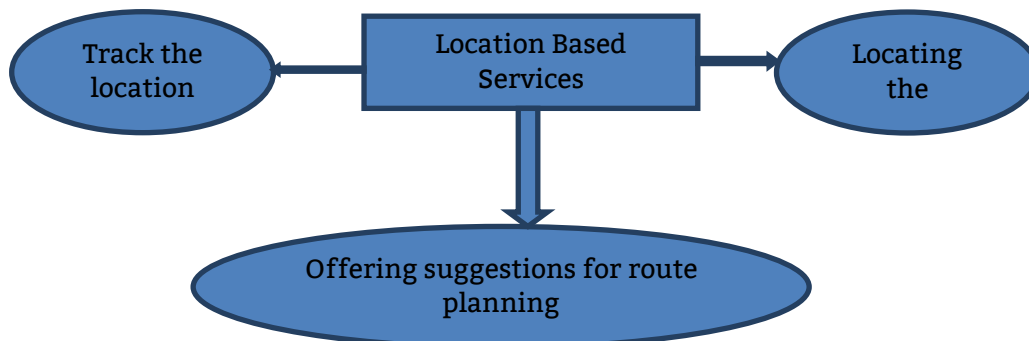 Track the
location
Location Based
Services
Locating
the
Offering suggestions for route
planning